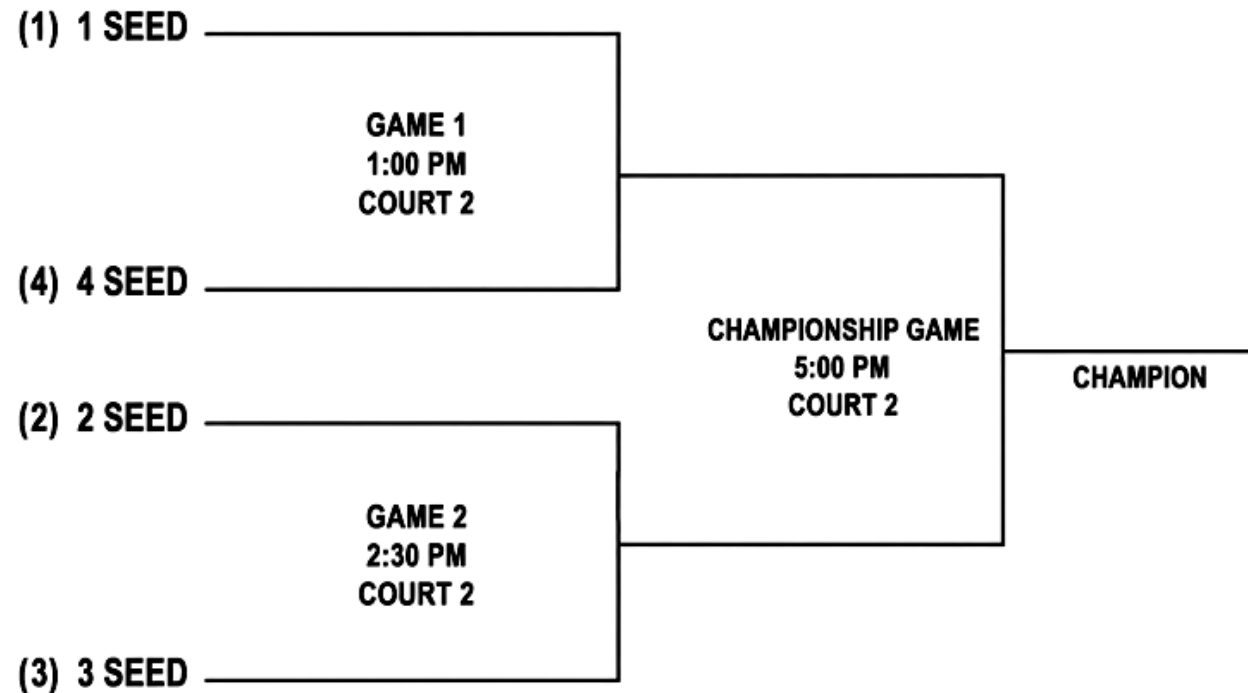 (1) 1 SEED
GAME 1
1:00 PM
COURT 2
(4) 4 SEED
CHAMPIONSHIP GAME
5:00 PM
COURT 2
CHAMPION
(2) 2 SEED
GAME 2
2:30 PM
COURT 2
(3) 3 SEED